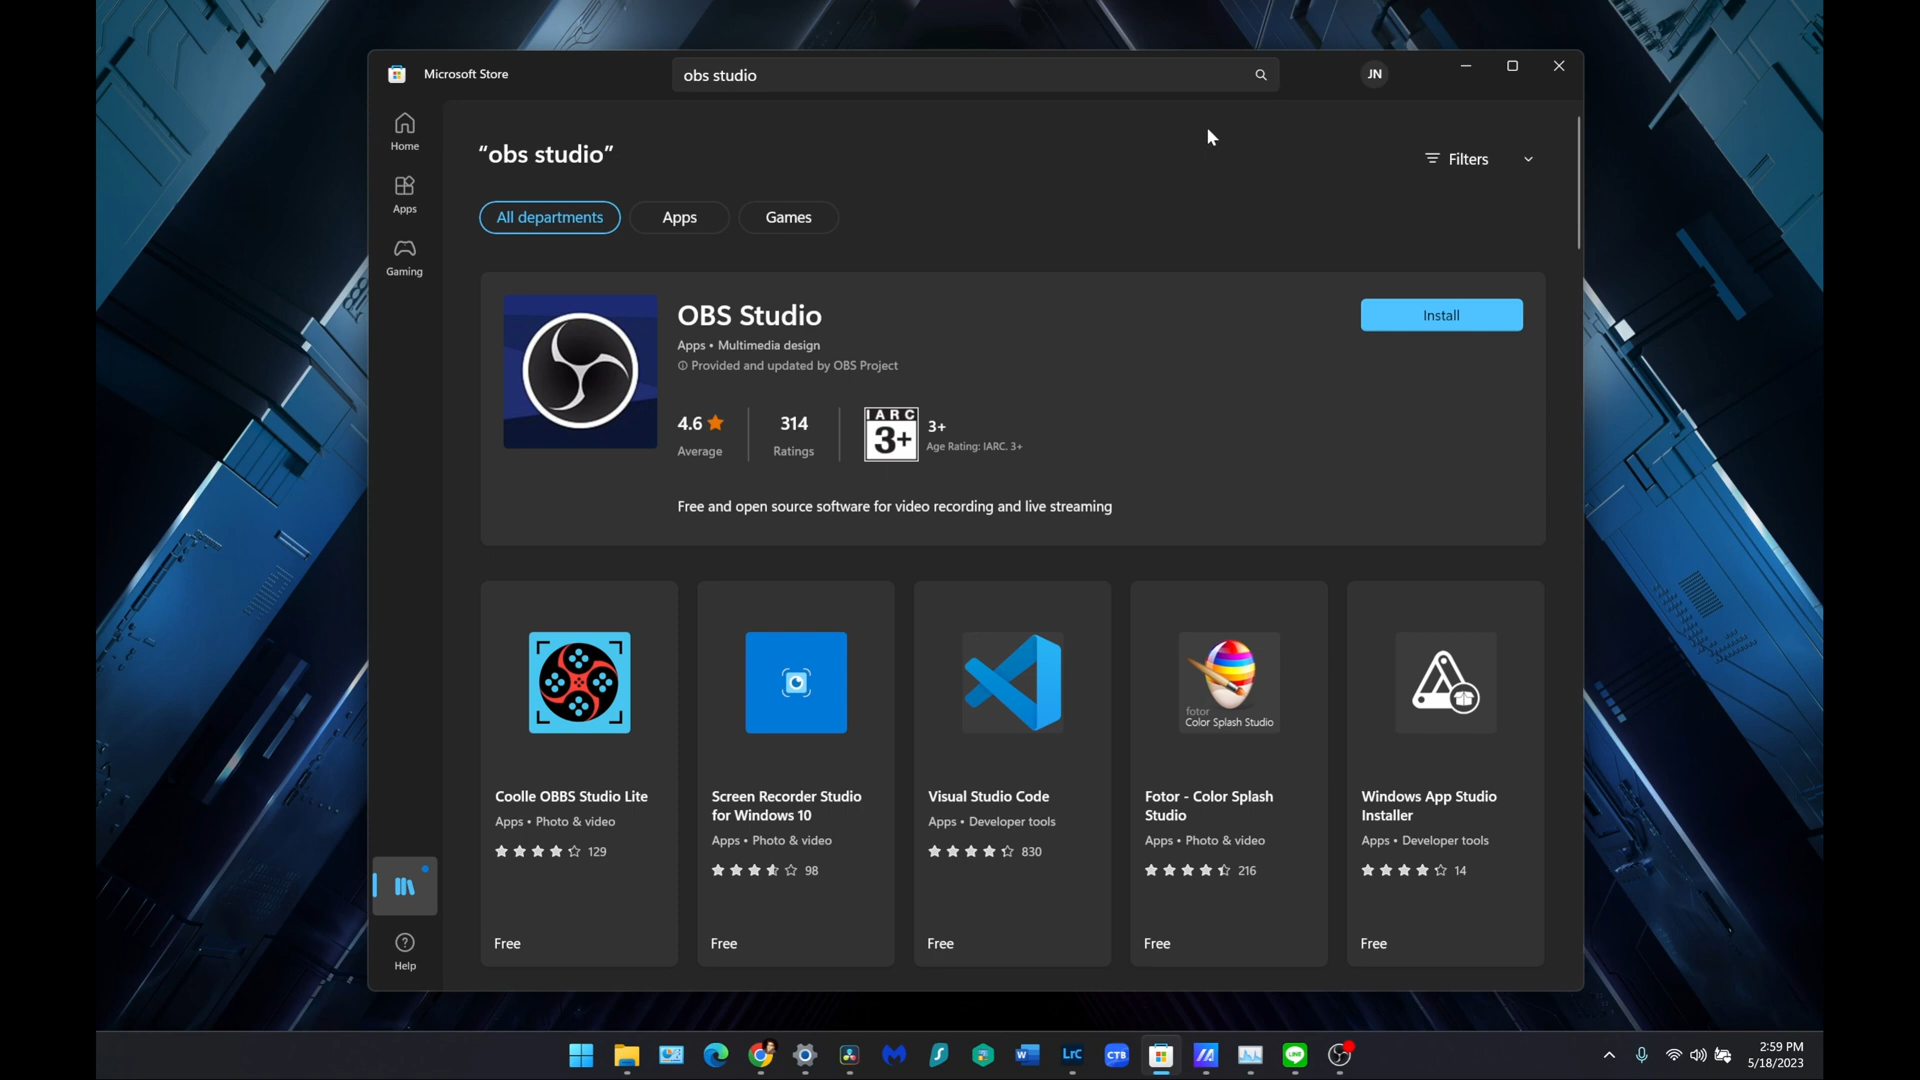 Microsoft Store
obs studio
JN
Home
Apps
Gaming
Help
“obs studio”
Filters
All departments
Apps
Games
OBS Studio
Install
Apps • Multimedia design
Provided and updated by OBS Project
4.6
Average
314
Ratings
IARC
3+
3+
Age Rating: IARC. 3+
Free and open source software for video recording and live streaming
Coolle OBBS Studio Lite
Apps • Photo & video
129
Free
Screen Recorder Studio
for Windows 10
Apps • Photo & video
98
Free
Visual Studio Code
Apps • Developer tools
830
Free
fotor
Color Splash Studio
Fotor - Color Splash
Studio
Apps • Photo & video
216
Free
Windows App Studio
Installer
Apps • Developer tools
14
Free
W
LrC
CTB
LINE
2:59 PM
5/18/2023